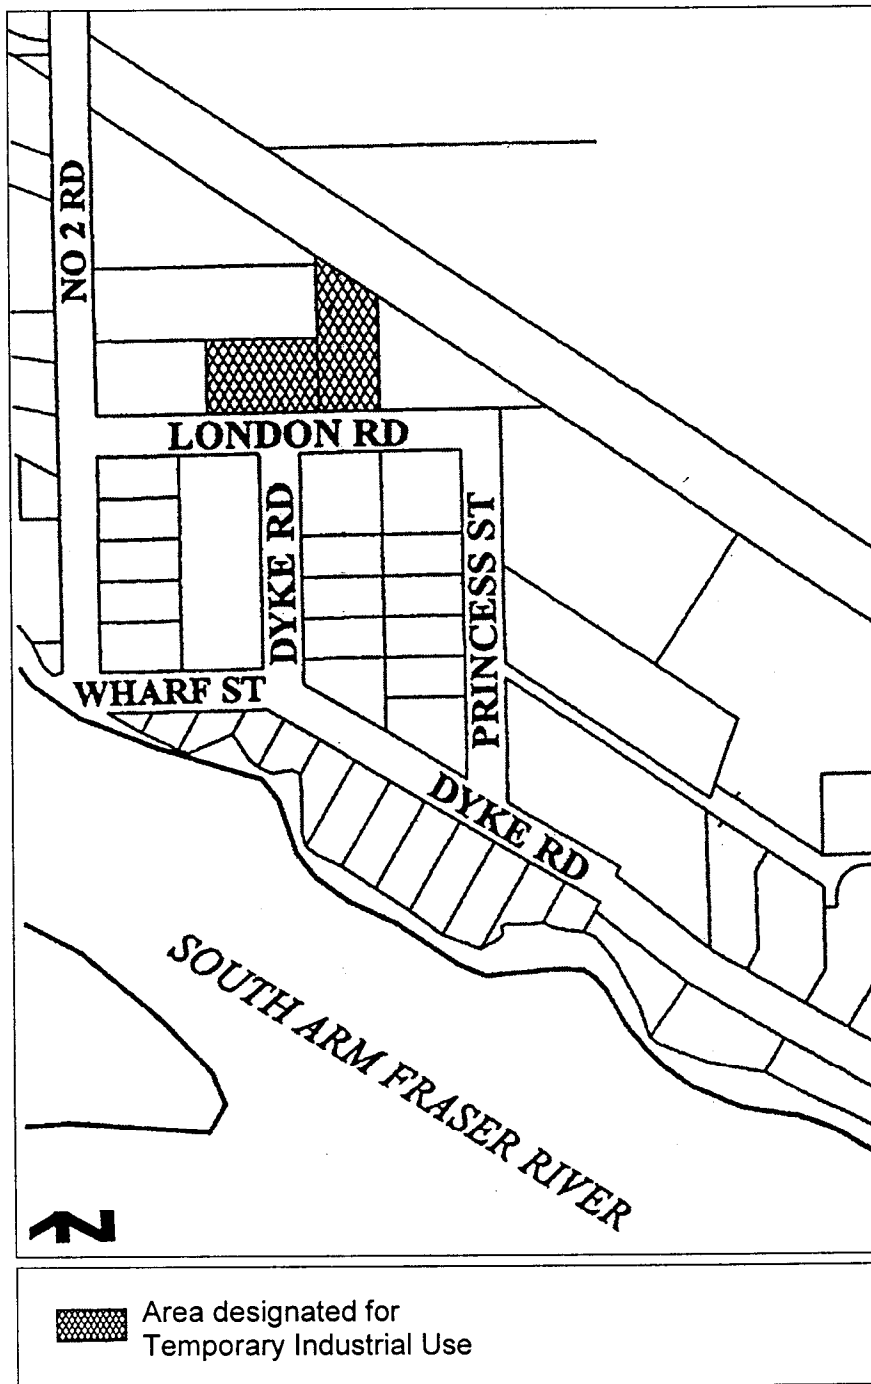 NO 2 RD
LONDON RD
DYKE RD
PRINCESS ST
WHARF ST
DYKE RD
SOUTH ARM FRASER RIVER
N
Area designated for
Temporary Industrial Use